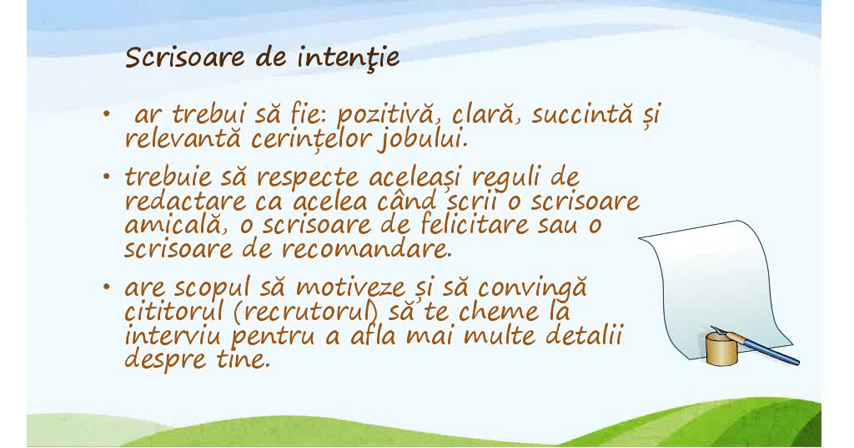 Scrisoare de intenţie
• ar trebui să fie: pozitivă, clară, succintă și
relevantă cerințelor jobului.
• trebuie să respecte aceleași reguli de
redactare ca acelea când scrii o scrisoare
amicală, o scrisoare de felicitare sau o
scrisoare de recomandare.
• are scopul să motiveze și să convingă
cititorul (recrutorul) să te cheme la
interviu pentru a afla mai multe detalii
despre tine.